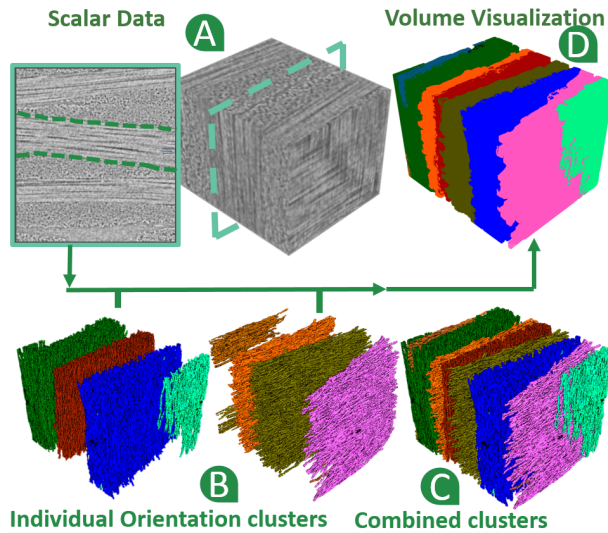 Scalar Data
A
Volume Visualization
D
B
C
Individual Orientation clusters
Combined clusters